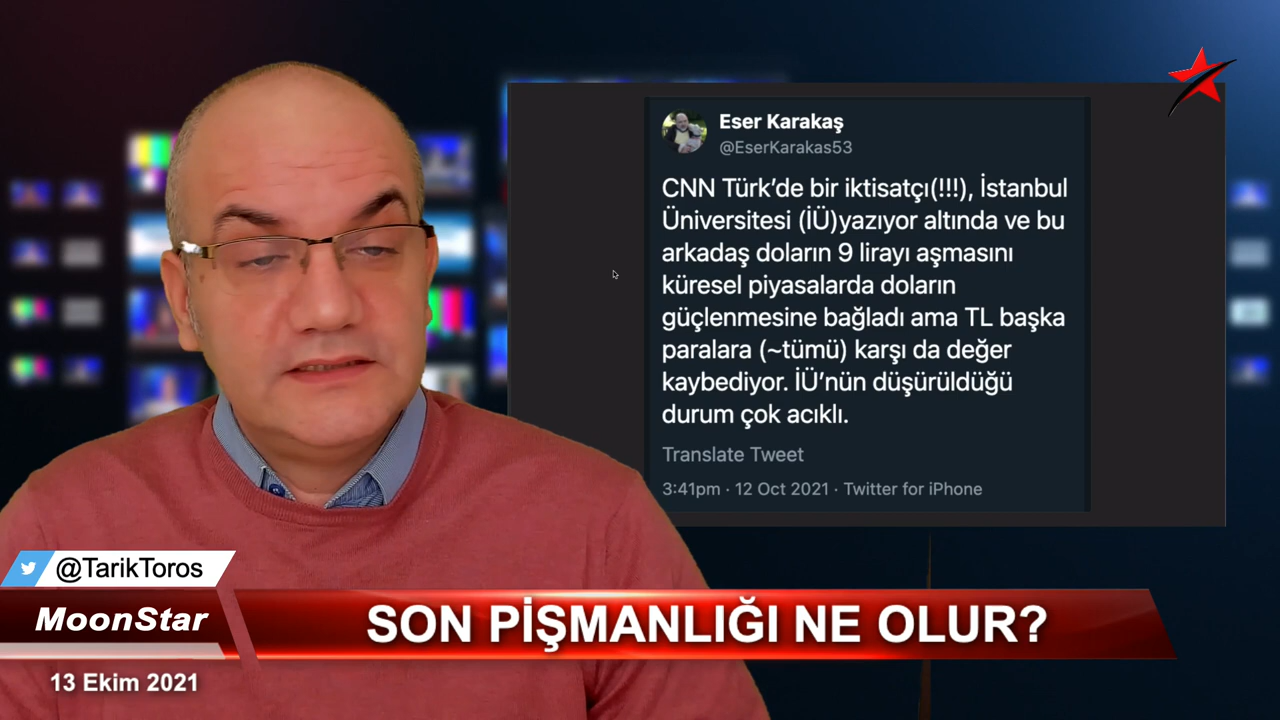 Eser Karakaş
@EserKarakas53
CNN Türk’de bir iktisatçı(!!!), İstanbul
Üniversitesi (İÜ)yazıyor altında ve bu
arkadaş doların 9 lirayı aşmasını
küresel piyasalarda doların
güçlenmesine bağladı ama TL başka
paralara (~tümü) karşı da değer
kaybediyor. İÜ’nün düşürüldüğü
durum çok acıklı.
Translate Tweet
3:41pm · 12 Oct 2021 · Twitter for iPhone
@TarikToros
MoonStar
SON PİŞMANLIĞI NE OLUR?
13 Ekim 2021